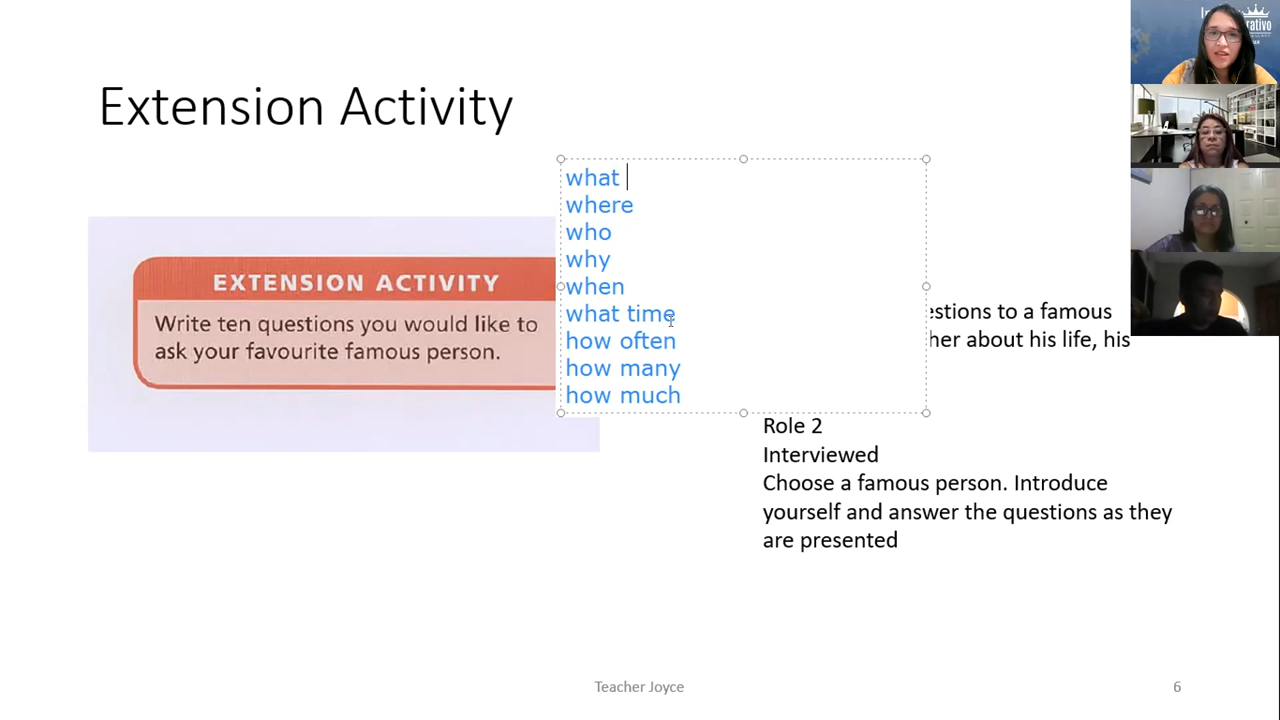 Extension Activity
EXTENSION ACTIVITY
Write ten questions you would like to
ask your favourite famous person.
what
where
who
why
when
what time
how often
how many
how much
estions to a famous
her about his life, his
Role 2
Interviewed
Choose a famous person. Introduce
yourself and answer the questions as they
are presented
Teacher Joyce
6